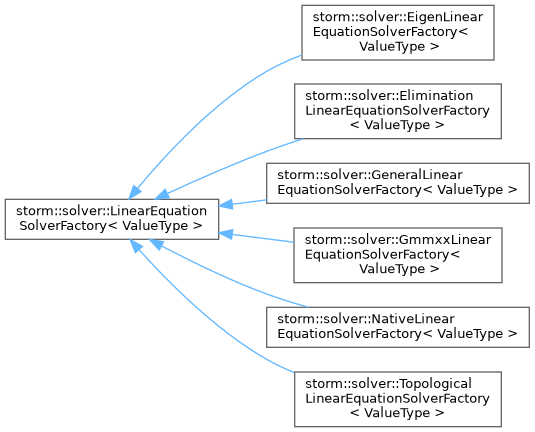 storm::solver::EigenLinear
EquationSolverFactory<
ValueType >
storm::solver::Elimination
LinearEquationSolverFactory
< ValueType >
storm::solver::GeneralLinear
EquationSolverFactory< ValueType >
storm::solver::LinearEquation
SolverFactory< ValueType >
storm::solver::GmmxxLinear
EquationSolverFactory<
ValueType >
storm::solver::NativeLinear
EquationSolverFactory< ValueType >
storm::solver::Topological
LinearEquationSolverFactory
< ValueType >